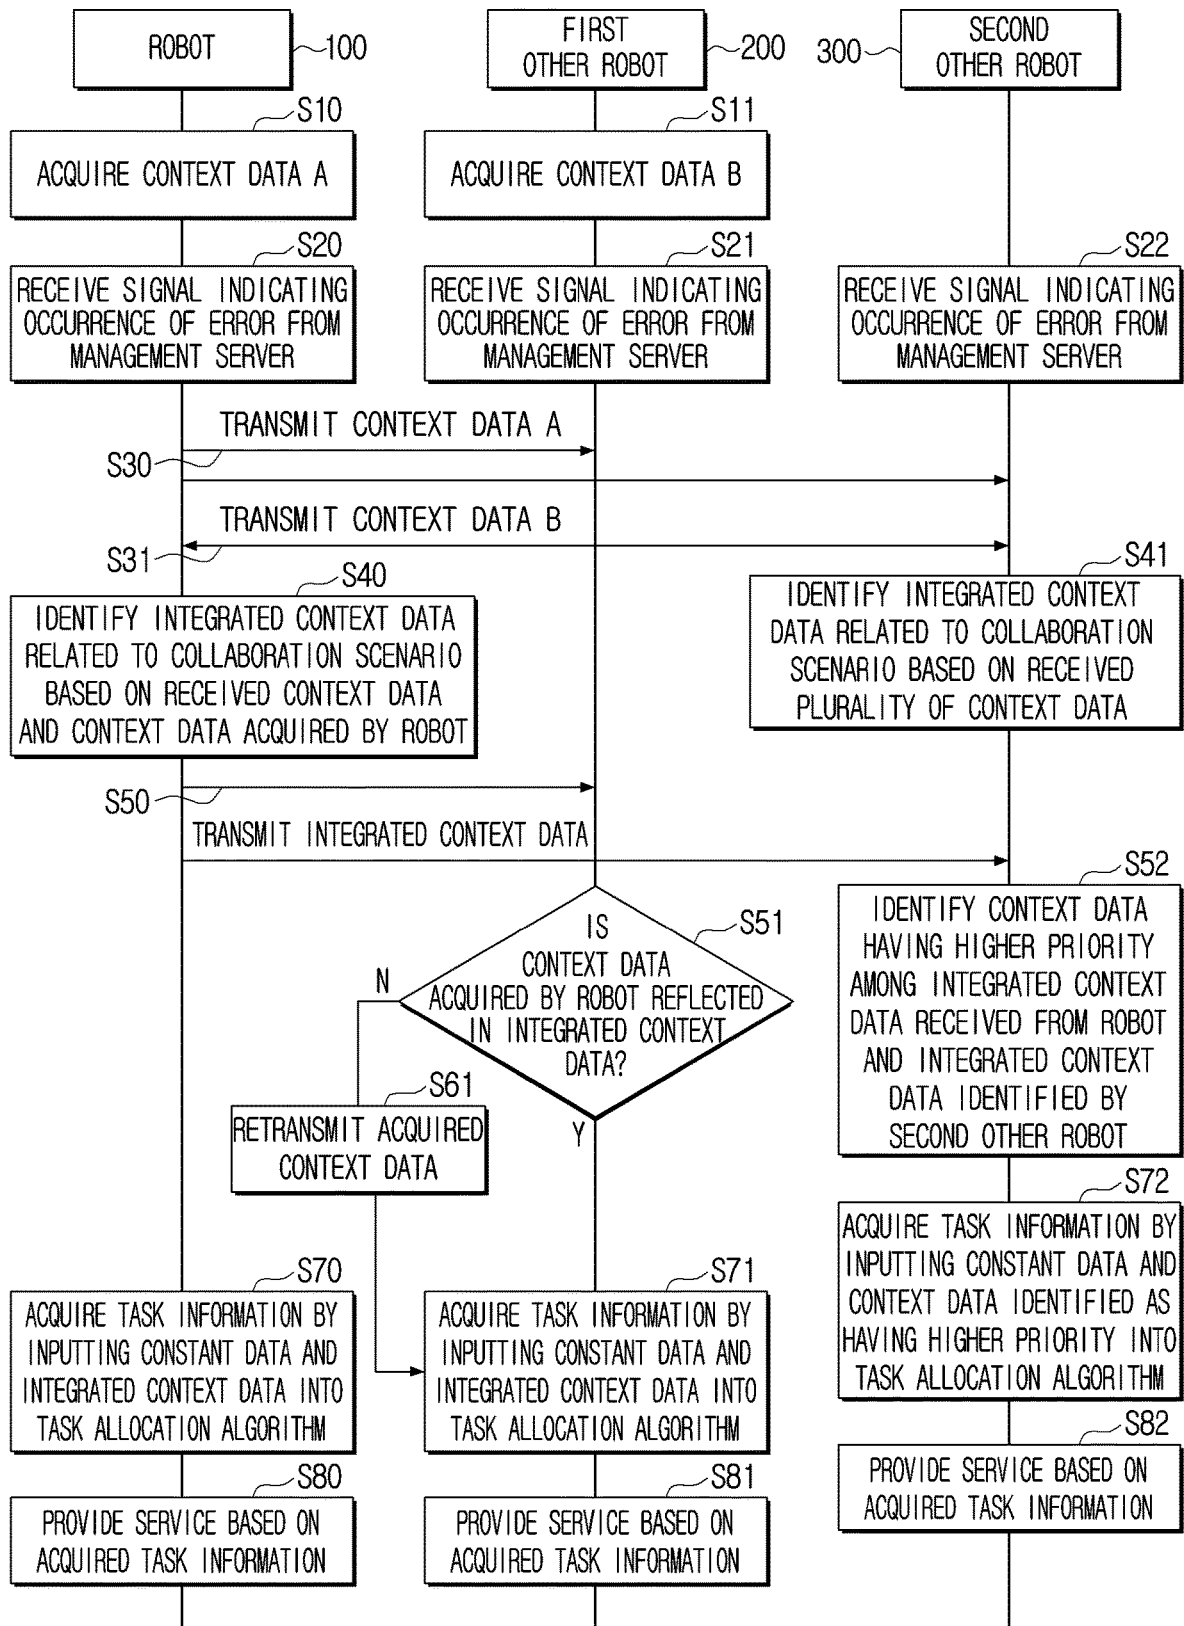 ROBOT
100
FIRST
OTHER ROBOT
200
300
SECOND
OTHER ROBOT
S10
ACQUIRE CONTEXT DATA A
S11
ACQUIRE CONTEXT DATA B
S20
RECEIVE SIGNAL INDICATING
OCCURRENCE OF ERROR FROM
MANAGEMENT SERVER
S21
RECEIVE SIGNAL INDICATING
OCCURRENCE OF ERROR FROM
MANAGEMENT SERVER
S22
RECEIVE SIGNAL INDICATING
OCCURRENCE OF ERROR FROM
MANAGEMENT SERVER
TRANSMIT CONTEXT DATA A
S30
TRANSMIT CONTEXT DATA B
S31
S40
IDENTIFY INTEGRATED CONTEXT DATA
RELATED TO COLLABORATION SCENARIO
BASED ON RECEIVED CONTEXT DATA
AND CONTEXT DATA ACQUIRED BY ROBOT
S41
IDENTIFY INTEGRATED CONTEXT
DATA RELATED TO COLLABORATION
SCENARIO BASED ON RECEIVED
PLURALITY OF CONTEXT DATA
S50
TRANSMIT INTEGRATED CONTEXT DATA
S51
IS
CONTEXT DATA
ACQUIRED BY ROBOT REFLECTED
IN INTEGRATED CONTEXT
DATA?
N
Y
S52
IDENTIFY CONTEXT DATA
HAVING HIGHER PRIORITY
AMONG INTEGRATED CONTEXT
DATA RECEIVED FROM ROBOT
AND INTEGRATED CONTEXT
DATA IDENTIFIED BY
SECOND OTHER ROBOT
S61
RETRANSMIT ACQUIRED
CONTEXT DATA
S70
ACQUIRE TASK INFORMATION BY
INPUTTING CONSTANT DATA AND
INTEGRATED CONTEXT DATA INTO
TASK ALLOCATION ALGORITHM
S71
ACQUIRE TASK INFORMATION BY
INPUTTING CONSTANT DATA AND
INTEGRATED CONTEXT DATA INTO
TASK ALLOCATION ALGORITHM
S72
ACQUIRE TASK INFORMATION BY
INPUTTING CONSTANT DATA AND
CONTEXT DATA IDENTIFIED AS
HAVING HIGHER PRIORITY INTO
TASK ALLOCATION ALGORITHM
S80
PROVIDE SERVICE BASED ON
ACQUIRED TASK INFORMATION
S81
PROVIDE SERVICE BASED ON
ACQUIRED TASK INFORMATION
S82
PROVIDE SERVICE BASED ON
ACQUIRED TASK INFORMATION